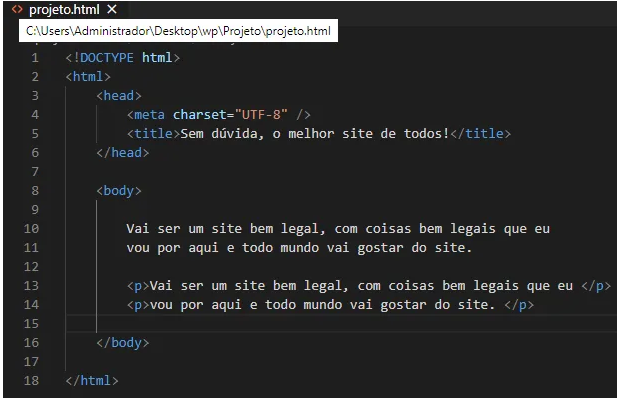 <> projeto.html ×
C:\Users\Administrador\Desktop\wp\Projeto\projeto.html
1 <!DOCTYPE html>
2 <html>
3 <head>
4 <meta charset="UTF-8" />
5 <title>Sem dúvida, o melhor site de todos!</title>
6 </head>
7
8 <body>
9
10 Vai ser um site bem legal, com coisas bem legais que eu
11 vou por aqui e todo mundo vai gostar do site.
12
13 <p>Vai ser um site bem legal, com coisas bem legais que eu </p>
14 <p>vou por aqui e todo mundo vai gostar do site. </p>
15
16 </body>
17
18 </html>